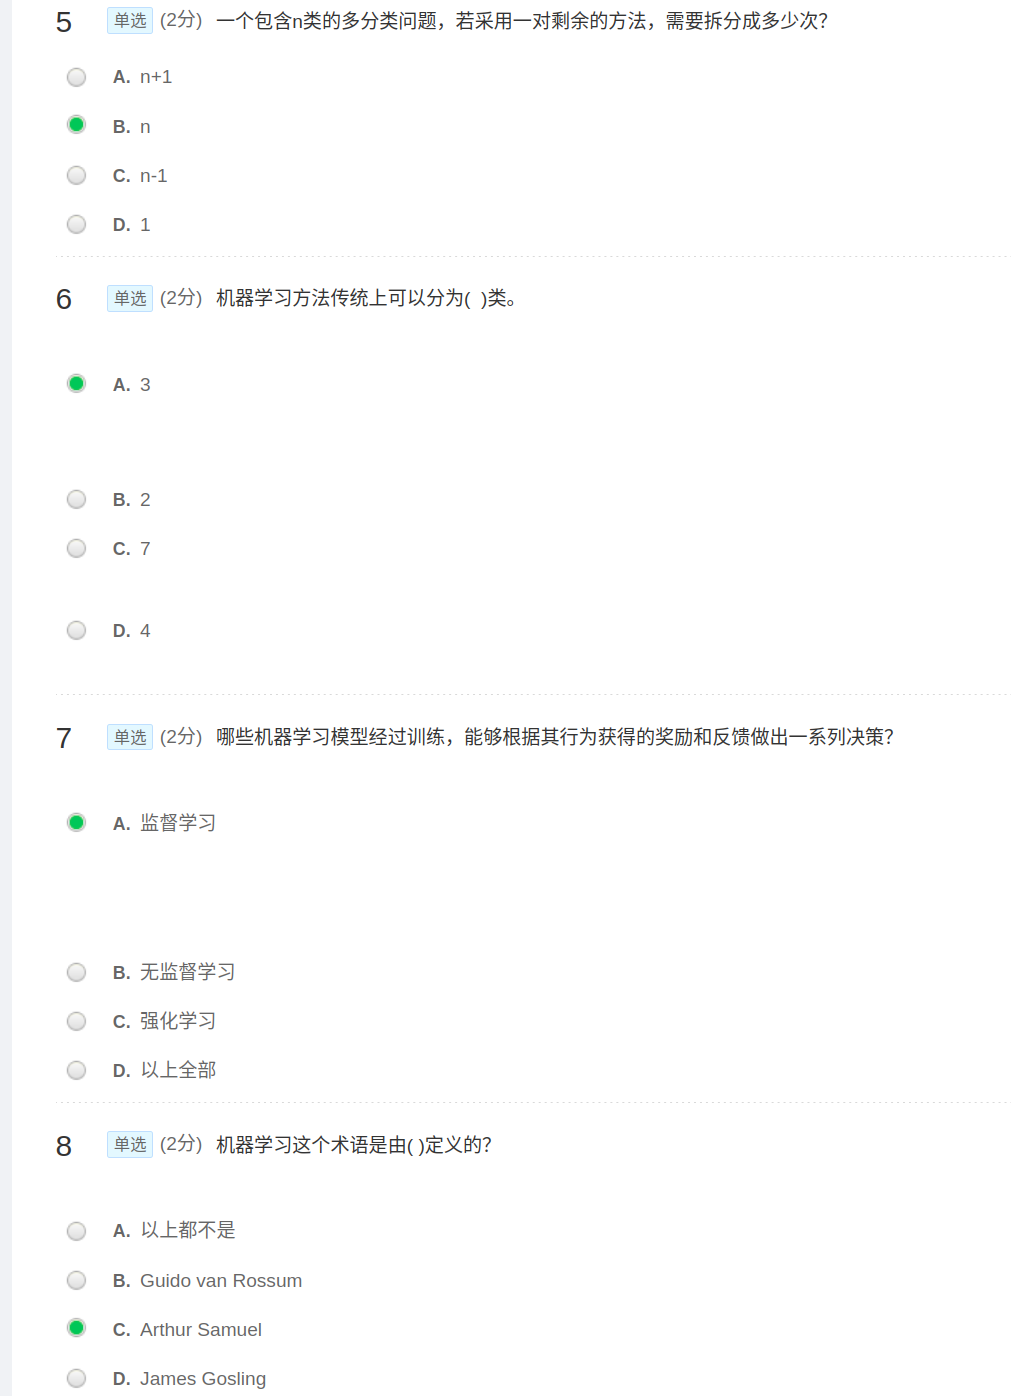 5 单选 (2分) 一个包含n类的多分类问题，若采用一对剩余的方法，需要拆分成多少次？
A. n+1
B. n
C. n-1
D. 1
6 单选 (2分) 机器学习方法传统上可以分为( )类。
A. 3
B. 2
C. 7
D. 4
7 单选 (2分) 哪些机器学习模型经过训练，能够根据其行为获得的奖励和反馈做出一系列决策？
A. 监督学习
B. 无监督学习
C. 强化学习
D. 以上全部
8 单选 (2分) 机器学习这个术语是由( )定义的？
A. 以上都不是
B. Guido van Rossum
C. Arthur Samuel
D. James Gosling